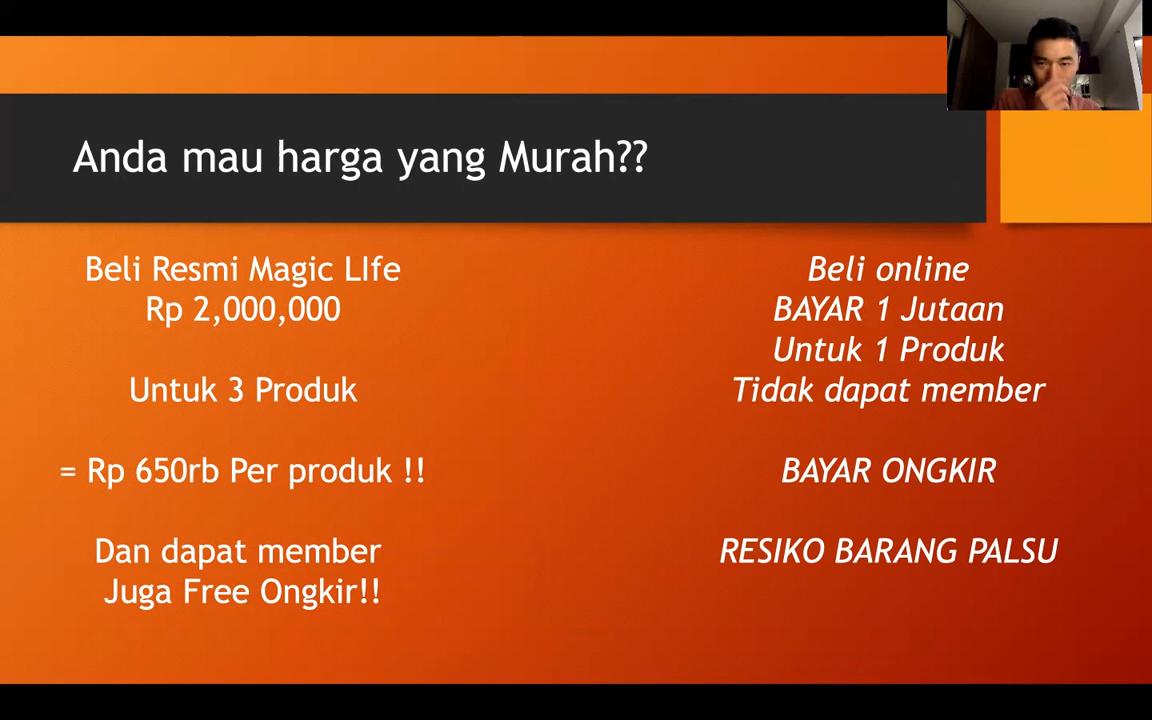 Anda mau harga yang Murah??
Beli Resmi Magic LIfe
Rp 2,000,000
Untuk 3 Produk
= Rp 650rb Per produk !!
Dan dapat member
Juga Free Ongkir!!
Beli online
BAYAR 1 Jutaan
Untuk 1 Produk
Tidak dapat member
BAYAR ONGKIR
RESIKO BARANG PALSU